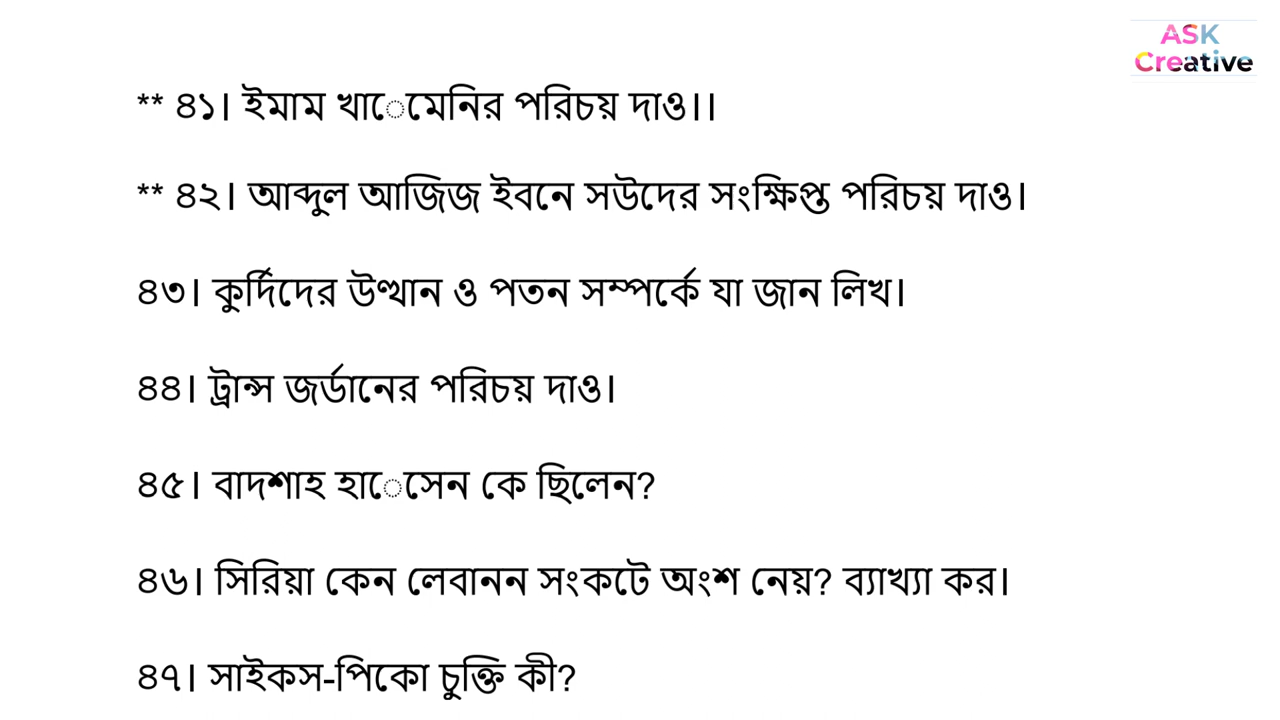 ASK
Creative
** ৪১। ইমাম খােমেনির পরিচয় দাও।।
** ৪২। আব্দুল আজিজ ইবনে সউদের সংক্ষিপ্ত পরিচয় দাও।
৪৩। কুর্দিদের উত্থান ও পতন সম্পর্কে যা জান লিখ।
৪৪। ট্রান্স জর্ডানের পরিচয় দাও।
৪৫। বাদশাহ হােসেন কে ছিলেন?
৪৬। সিরিয়া কেন লেবানন সংকটে অংশ নেয়? ব্যাখ্যা কর।
৪৭। সাইকস-পিকো চুক্তি কী?